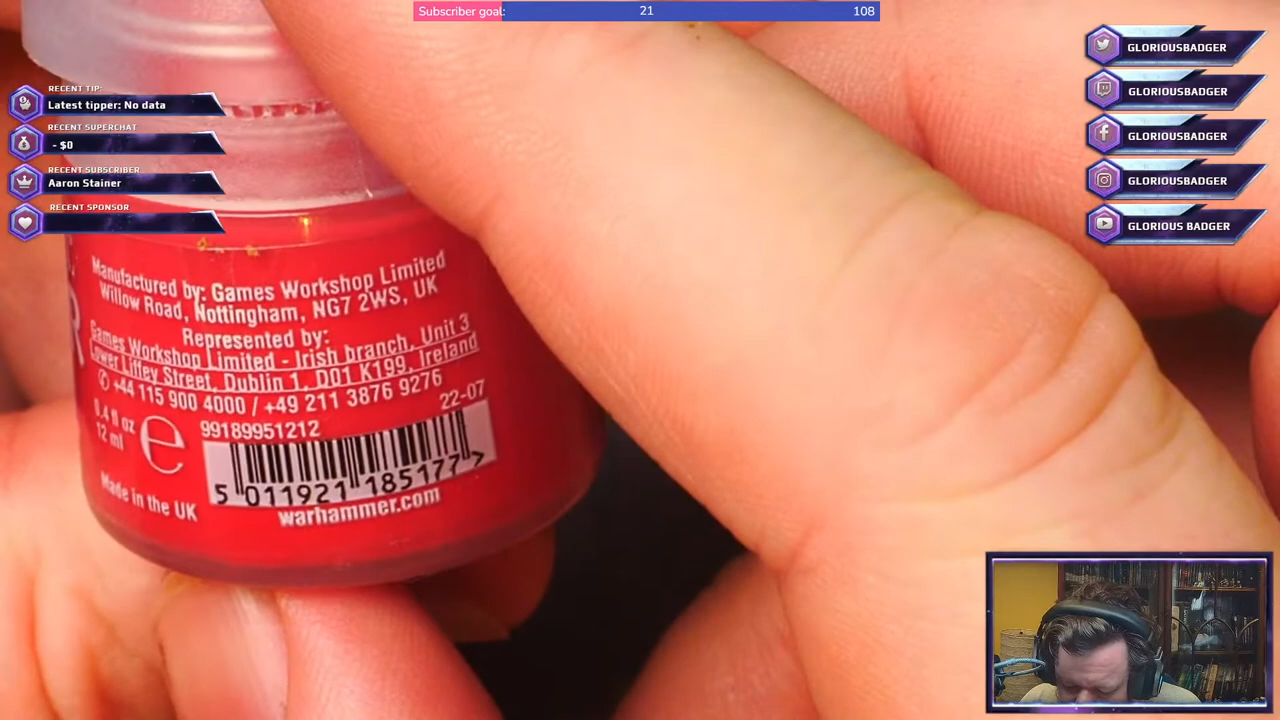 Subscriber goal: 21 108
RECENT TIP:
Latest tipper: No data
RECENT SUPERCHAT
- $0
RECENT SUBSCRIBER
Aaron Stainer
RECENT SPONSOR
GLORIOUSBADGER
GLORIOUSBADGER
GLORIOUSBADGER
GLORIOUSBADGER
GLORIOUS BADGER
Manufactured by: Games Workshop Limited
Willow Road, Nottingham, NG7 2WS, UK
Represented by:
Games Workshop Limited - Irish branch, Unit 3
Lower Liffey Street, Dublin 1, D01 K199, Ireland
✆ +44 115 900 4000 / +49 211 3876 9276
22-07
0.4 fl oz
12 ml
e
99189951212
5 011921 185177 >
Made in the UK
warhammer.com